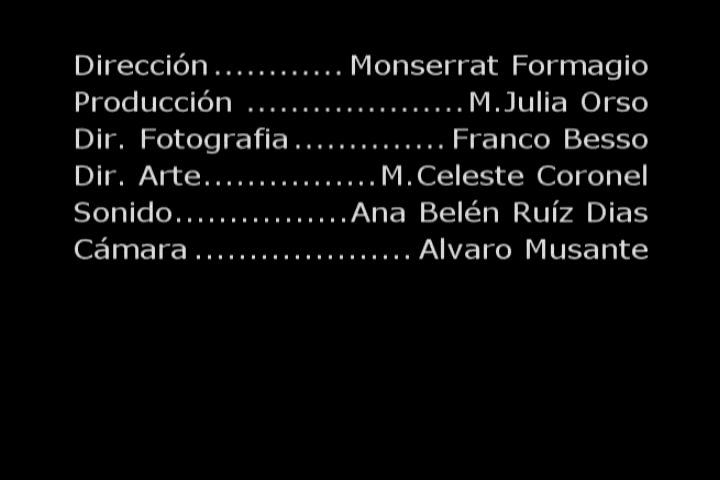 Dirección............Monserrat Formagio
Producción ....................M.Julia Orso
Dir. Fotografia..............Franco Besso
Dir. Arte................M.Celeste Coronel
Sonido................Ana Belén Ruíz Dias
Cámara .................... Alvaro Musante